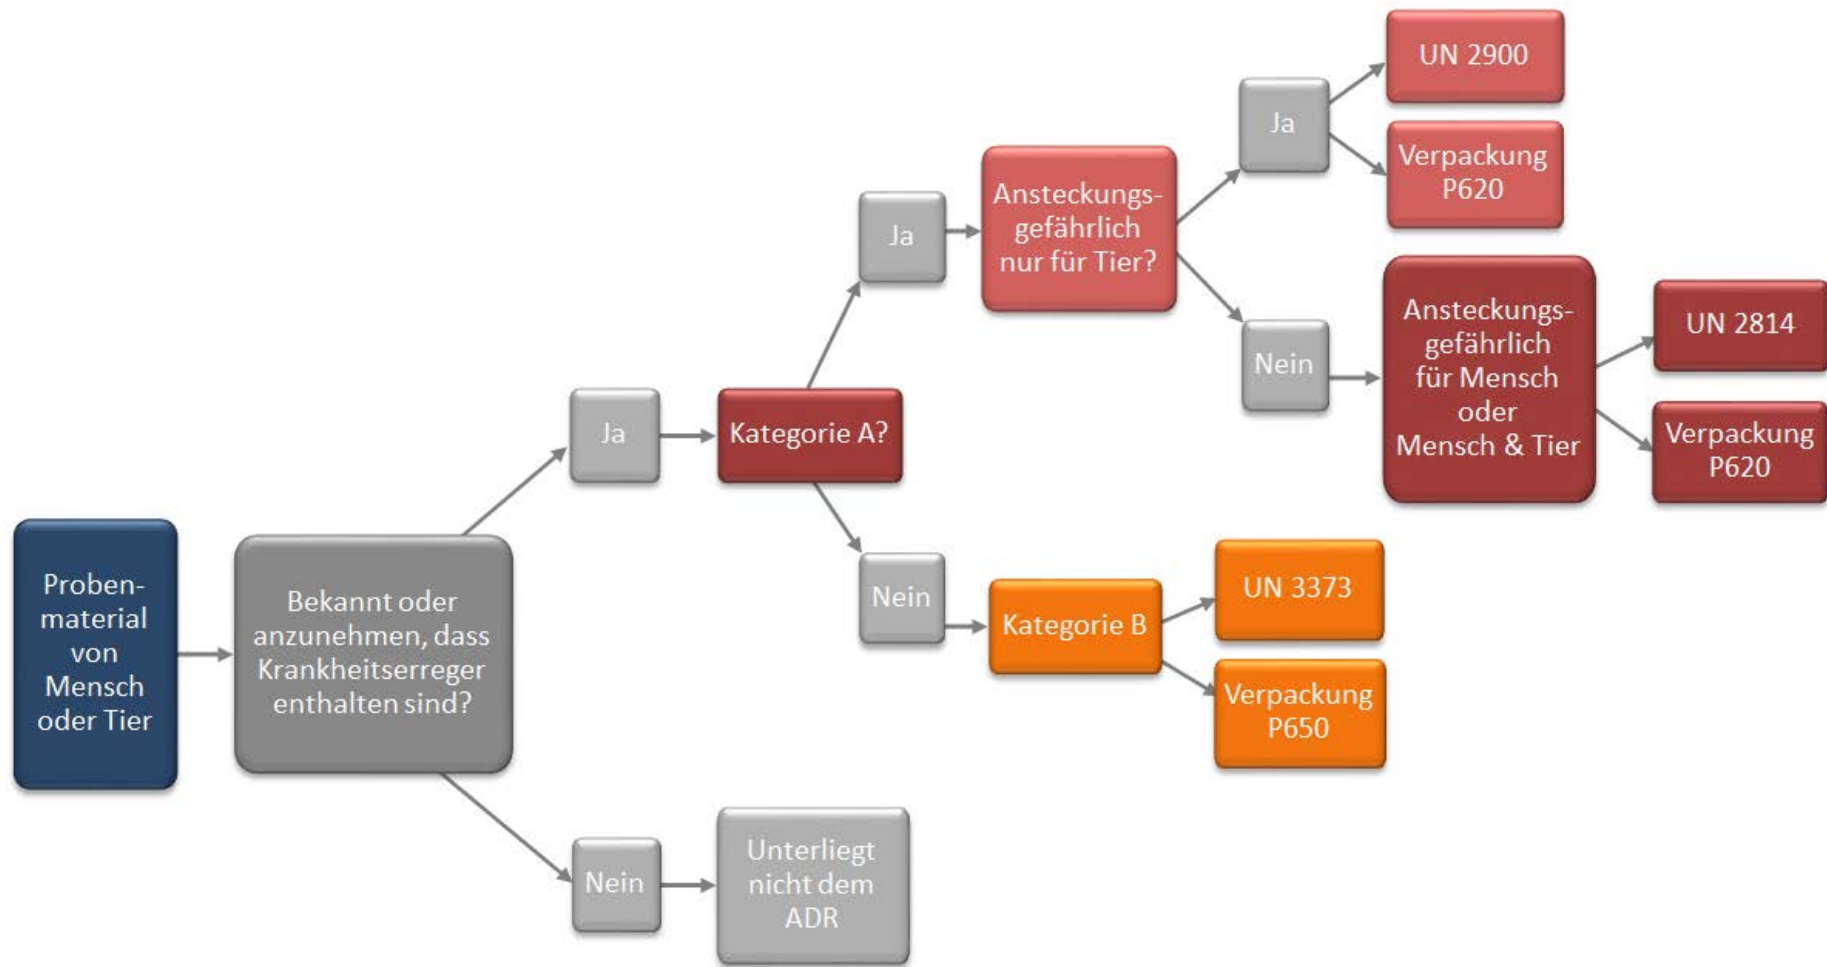 Proben-
material
von
Mensch
oder Tier
Bekannt oder
anzunehmen, dass
Krankheitserreger
enthalten sind?
Ja
Kategorie A?
Ja
Ansteckungs-
gefährlich
nur für Tier?
Ja
UN 2900
Verpackung
P620
Nein
Ansteckungs-
gefährlich
für Mensch
oder
Mensch & Tier
UN 2814
Verpackung
P620
Nein
Kategorie B
UN 3373
Verpackung
P650
Nein
Unterliegt
nicht dem
ADR